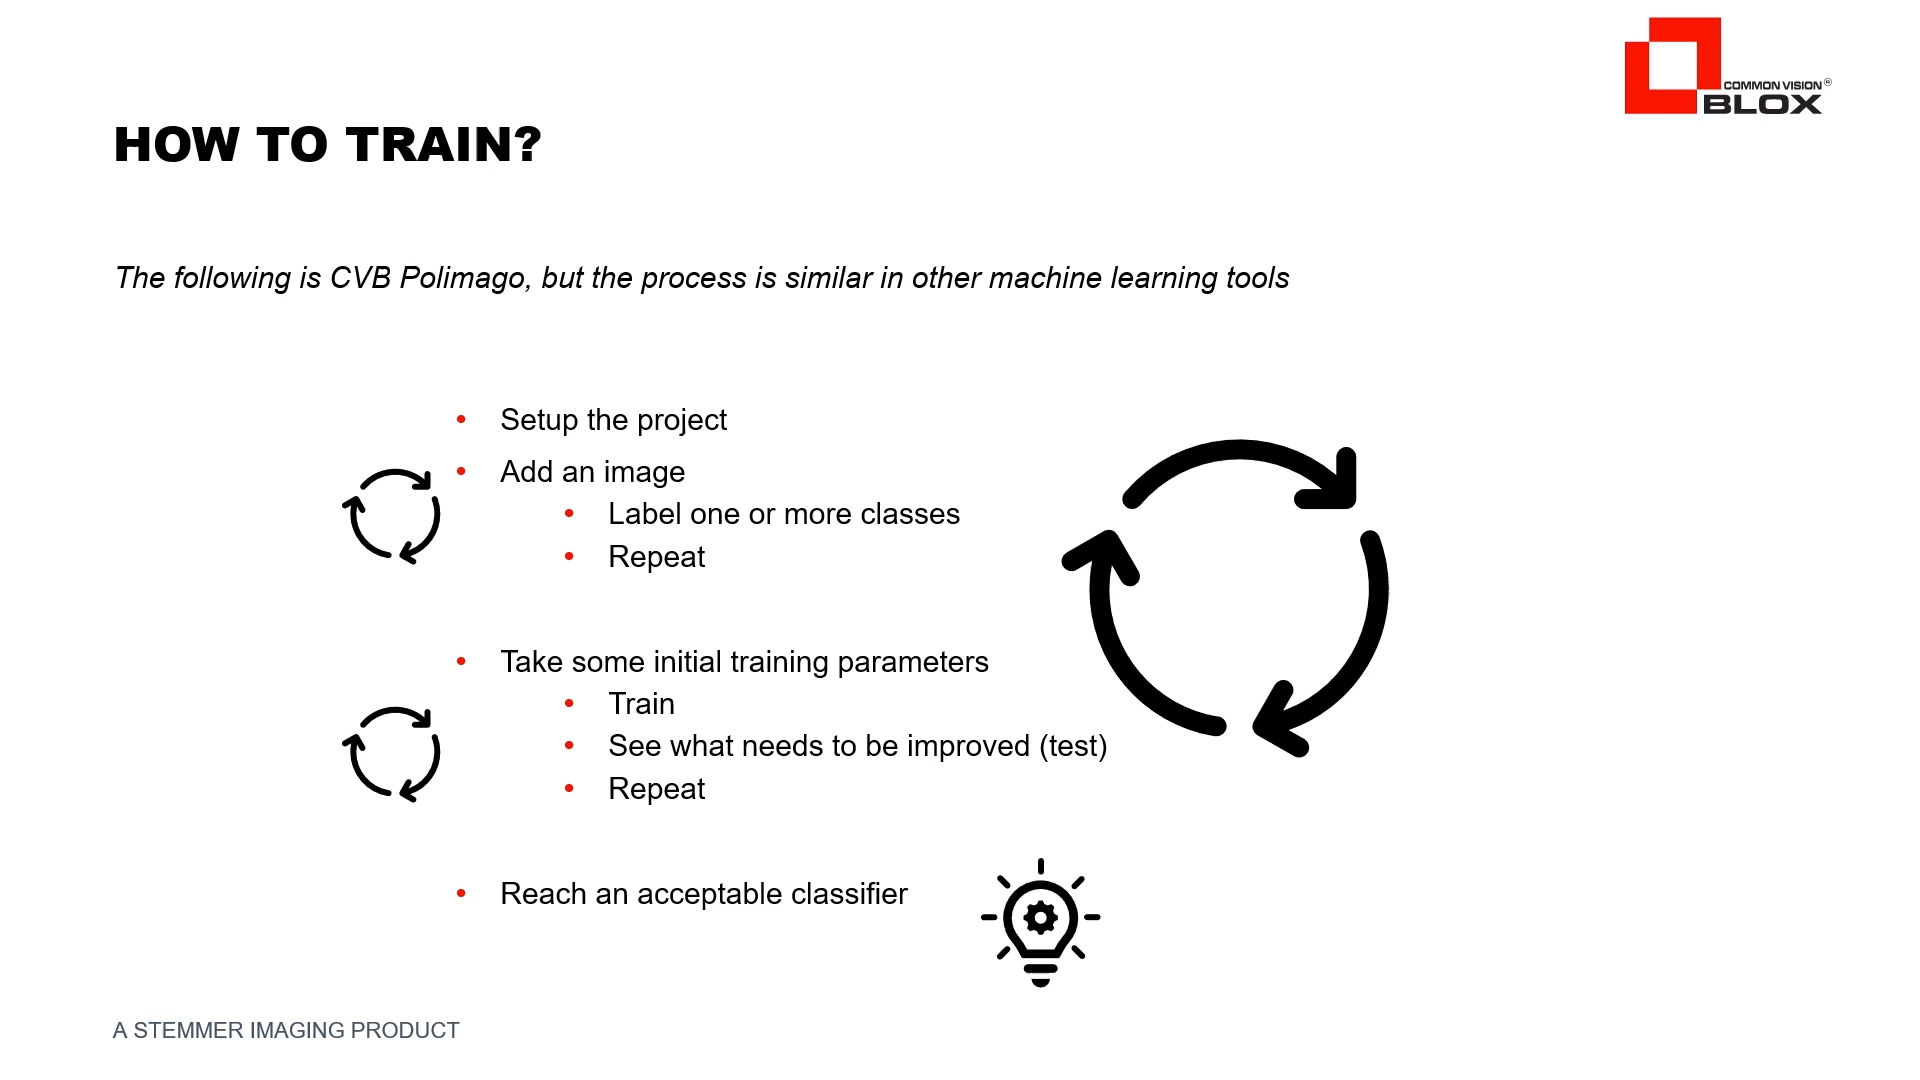 COMMON VISION®
BLOX
HOW TO TRAIN?
The following is CVB Polimago, but the process is similar in other machine learning tools
• Setup the project
• Add an image
• Label one or more classes
• Repeat
• Take some initial training parameters
• Train
• See what needs to be improved (test)
• Repeat
• Reach an acceptable classifier
A STEMMER IMAGING PRODUCT